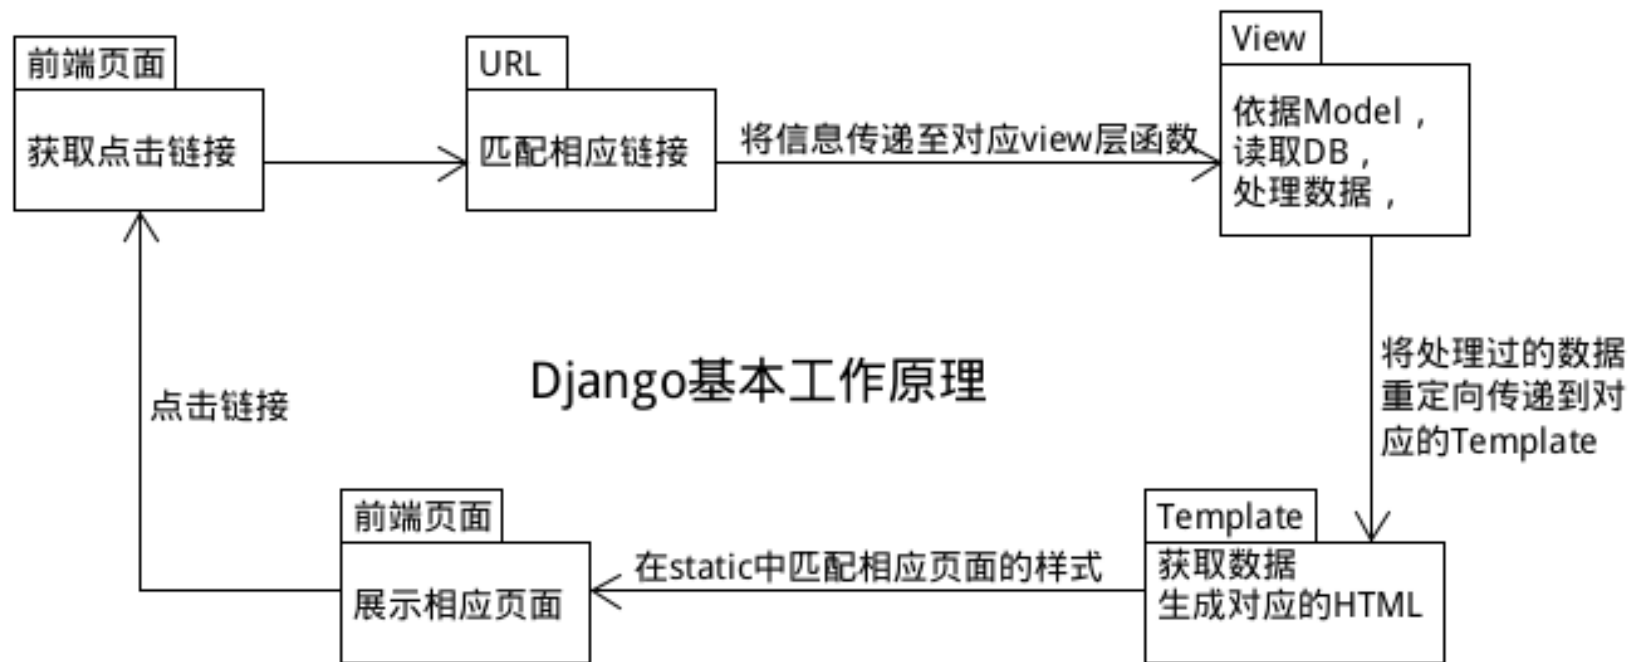 前端页面
获取点击链接
URL
匹配相应链接
将信息传递至对应view层函数
View
依据Model，
读取DB，
处理数据，
将处理过的数据
重定向传递到对
应的Template
Django基本工作原理
点击链接
Template
获取数据
生成对应的HTML
在static中匹配相应页面的样式
前端页面
展示相应页面